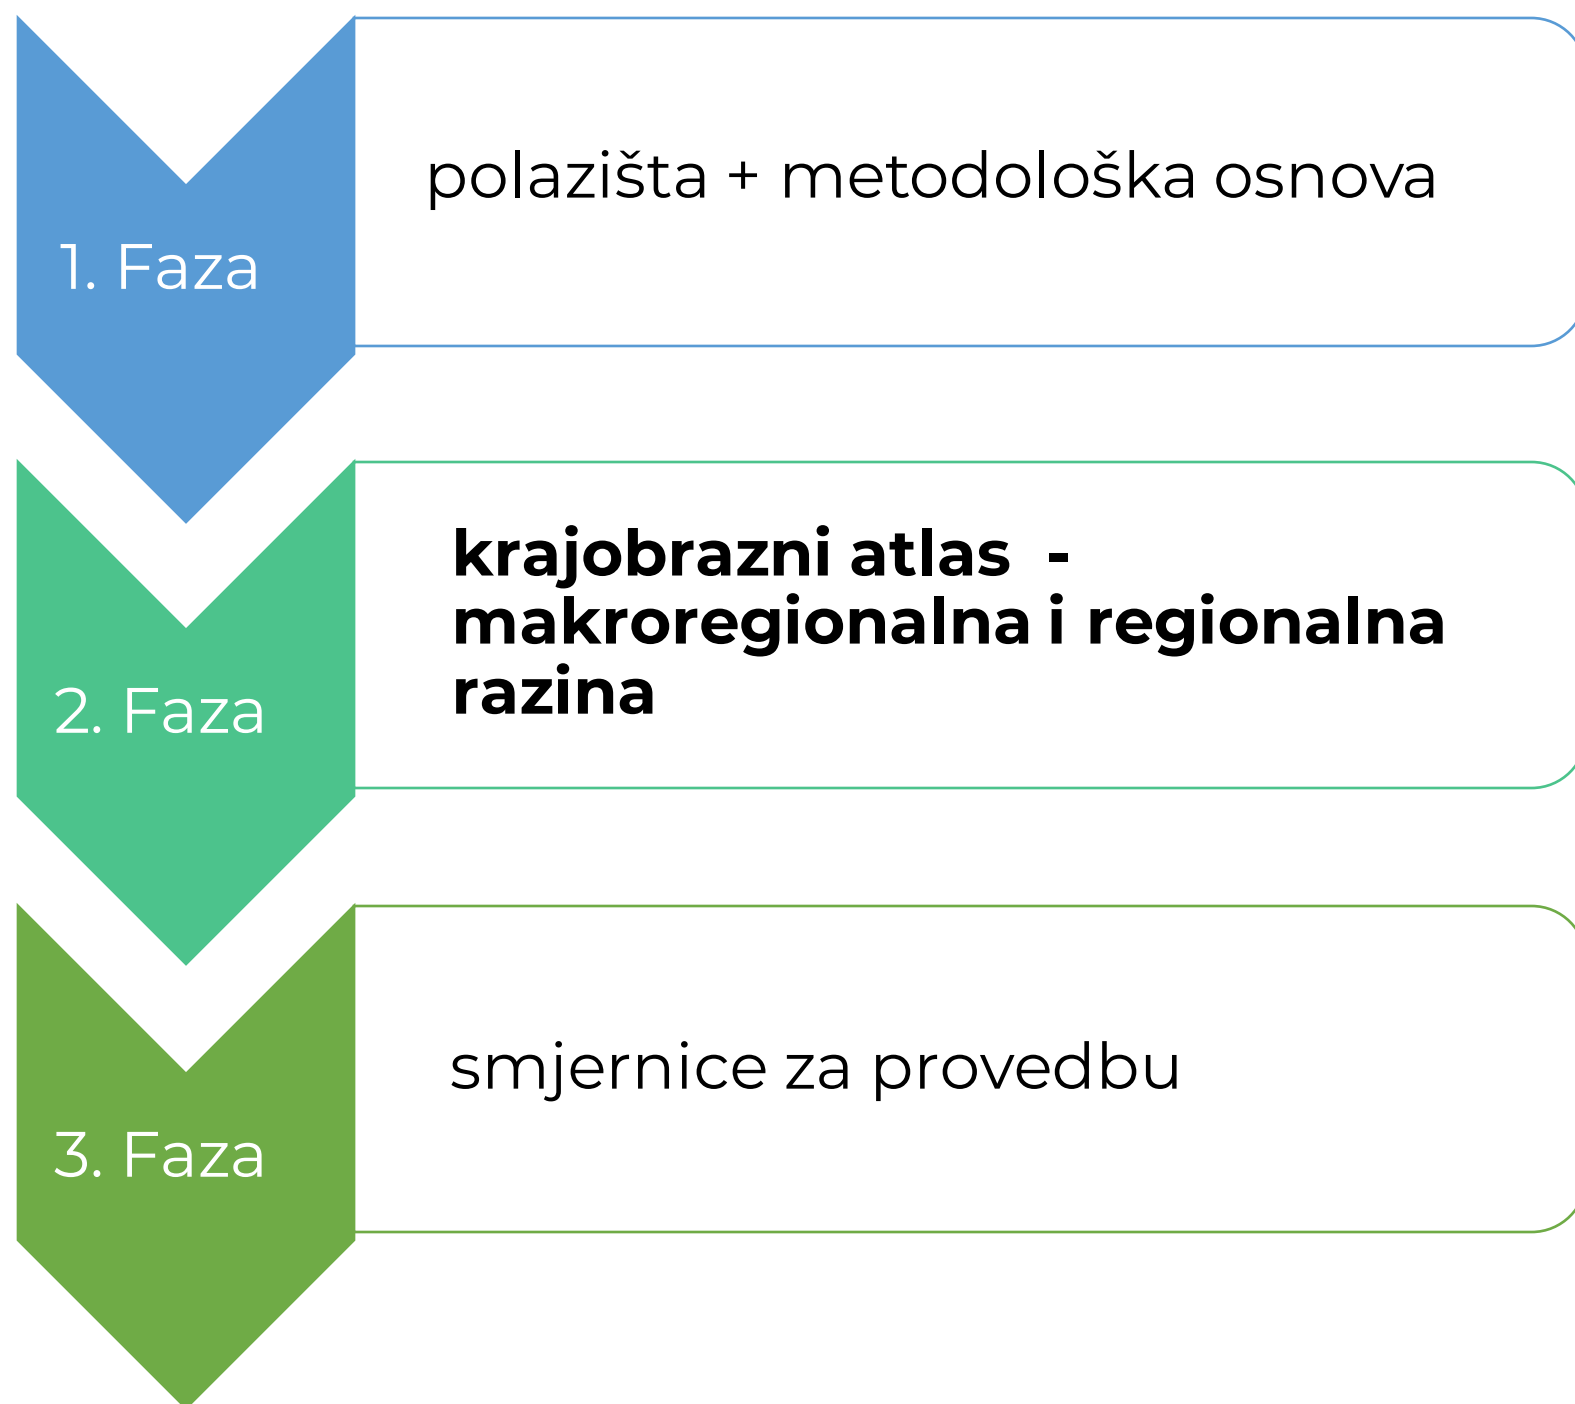 1. Faza
polazišta + metodološka osnova
2. Faza
krajobrazni atlas  -
makroregionalna i regionalna
razina
3. Faza
smjernice za provedbu